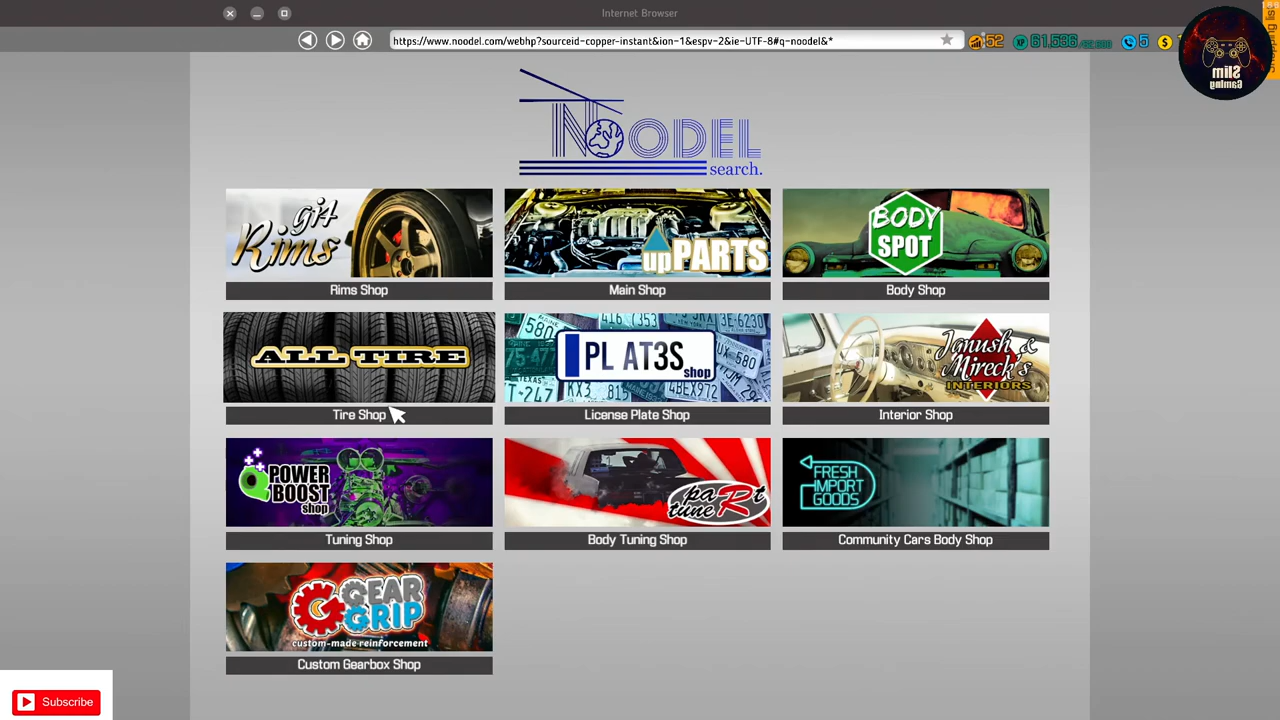 Internet Browser
https://www.noodel.com/webhp?sourceid-copper-instant&ion-1&espv-2&ie-UTF-8#q-noodel&*
52
61,536
5
Slim
Gaming
NOODEL
search.
gj4
Rims
Rims Shop
upPARTS
Main Shop
BODY
SPOT
Body Shop
ALL TIRE
Tire Shop
PL AT3S
shop
License Plate Shop
Janush &
Mireck's
INTERIORS
Interior Shop
POWER
BOOST
shop
Tuning Shop
paRt
tune
Body Tuning Shop
FRESH
IMPORT
GOODS
Community Cars Body Shop
GEAR
GRIP
custom-made reinforcement
Custom Gearbox Shop
Subscribe